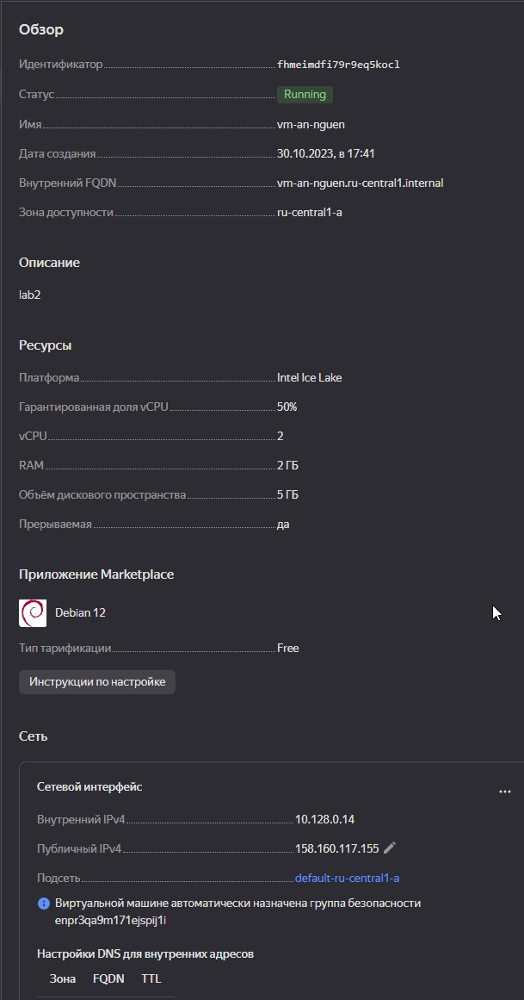 Обзор
Идентификатор fhmeimdfi79r9eq5kocl
Статус Running
Имя vm-an-nguen
Дата создания 30.10.2023, в 17:41
Внутренний FQDN vm-an-nguen.ru-central1.internal
Зона доступности ru-central1-a
Описание
lab2
Ресурсы
Платформа Intel Ice Lake
Гарантированная доля vCPU 50%
vCPU 2
RAM 2 ГБ
Объём дискового пространства 5 ГБ
Прерываемая да
Приложение Marketplace
Debian 12
Тип тарификации Free
Инструкции по настройке
Сеть
Сетевой интерфейс
Внутренний IPv4 10.128.0.14
Публичный IPv4 158.160.117.155
Подсеть default-ru-central1-a
Виртуальной машине автоматически назначена группа безопасности
enpr3qa9m171ejspij1i
Настройки DNS для внутренних адресов
Зона FQDN TTL